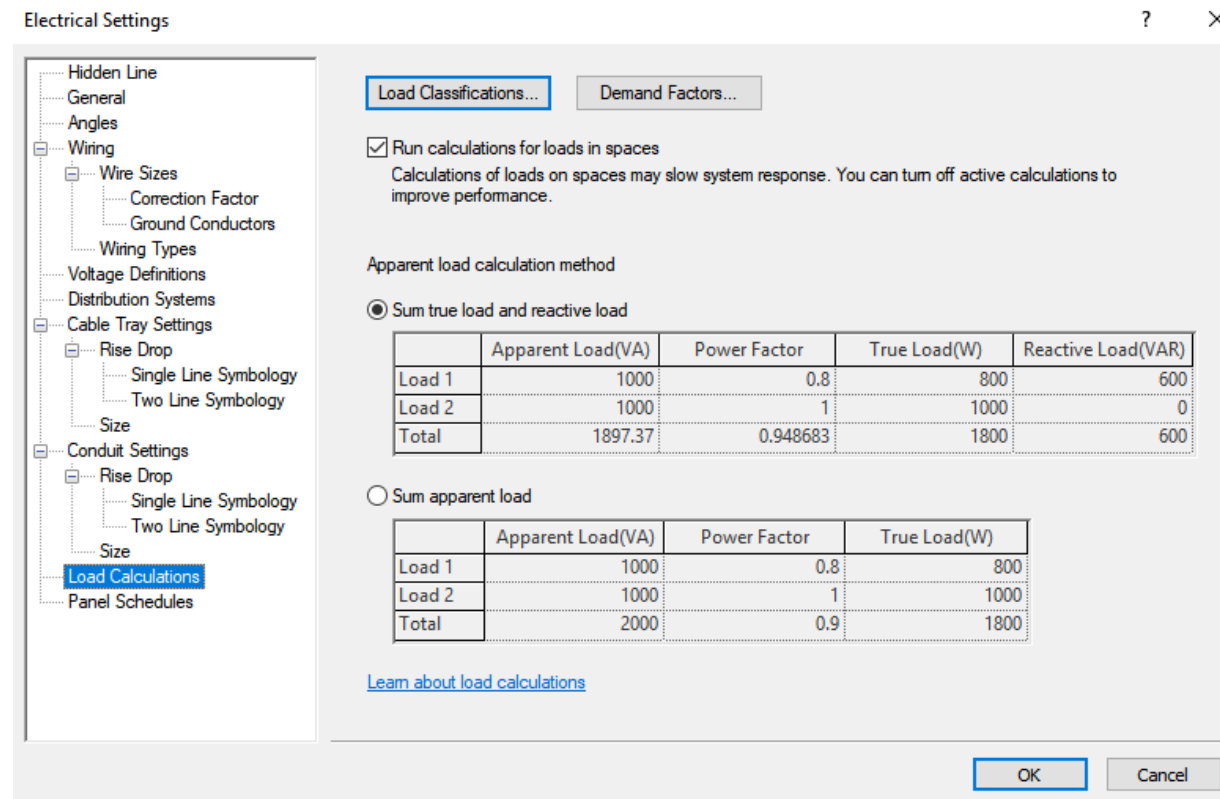 Electrical Settings
?
Hidden Line
General
Angles
Wiring
Wire Sizes
Correction Factor
Ground Conductors
Wiring Types
Voltage Definitions
Distribution Systems
Cable Tray Settings
Rise Drop
Single Line Symbology
Two Line Symbology
Size
Conduit Settings
Rise Drop
Single Line Symbology
Two Line Symbology
Size
Load Calculations
Panel Schedules
Load Classifications... Demand Factors...
Run calculations for loads in spaces
Calculations of loads on spaces may slow system response. You can turn off active calculations to
improve performance.
Apparent load calculation method
Sum true load and reactive load
Apparent Load(VA) Power Factor True Load(W) Reactive Load(VAR)
Load 1 1000 0.8 800 600
Load 2 1000 1 1000 0
Total 1897.37 0.948683 1800 600
Sum apparent load
Apparent Load(VA) Power Factor True Load(W)
Load 1 1000 0.8 800
Load 2 1000 1 1000
Total 2000 0.9 1800
Learn about load calculations
OK Cancel